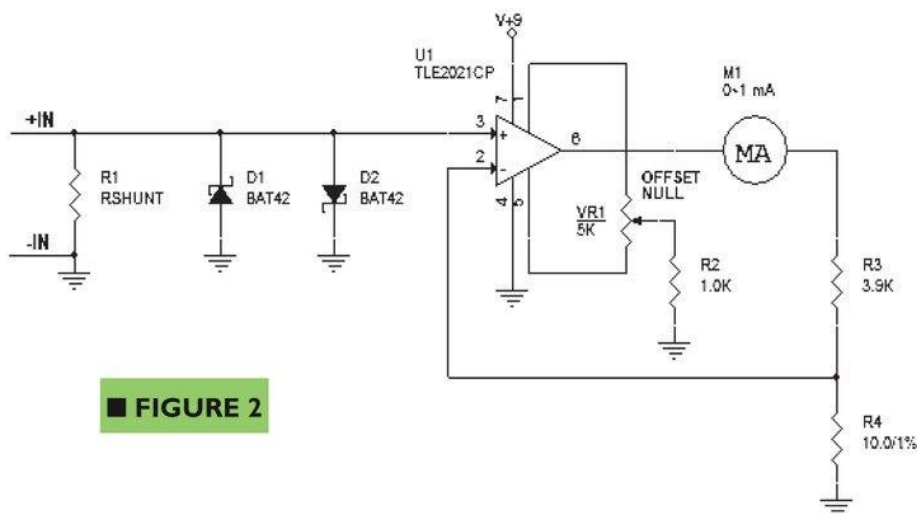 V+9
U1
TLE2021CP
M1
0-1 mA
7
1
+IN
3
+
6
MA
2
-
R1
RSHUNT
D1
BAT42
D2
BAT42
OFFSET
NULL
4
5
VR1
5K
-IN
R2
1.0K
R3
3.9K
■ FIGURE 2
R4
10.0/1%